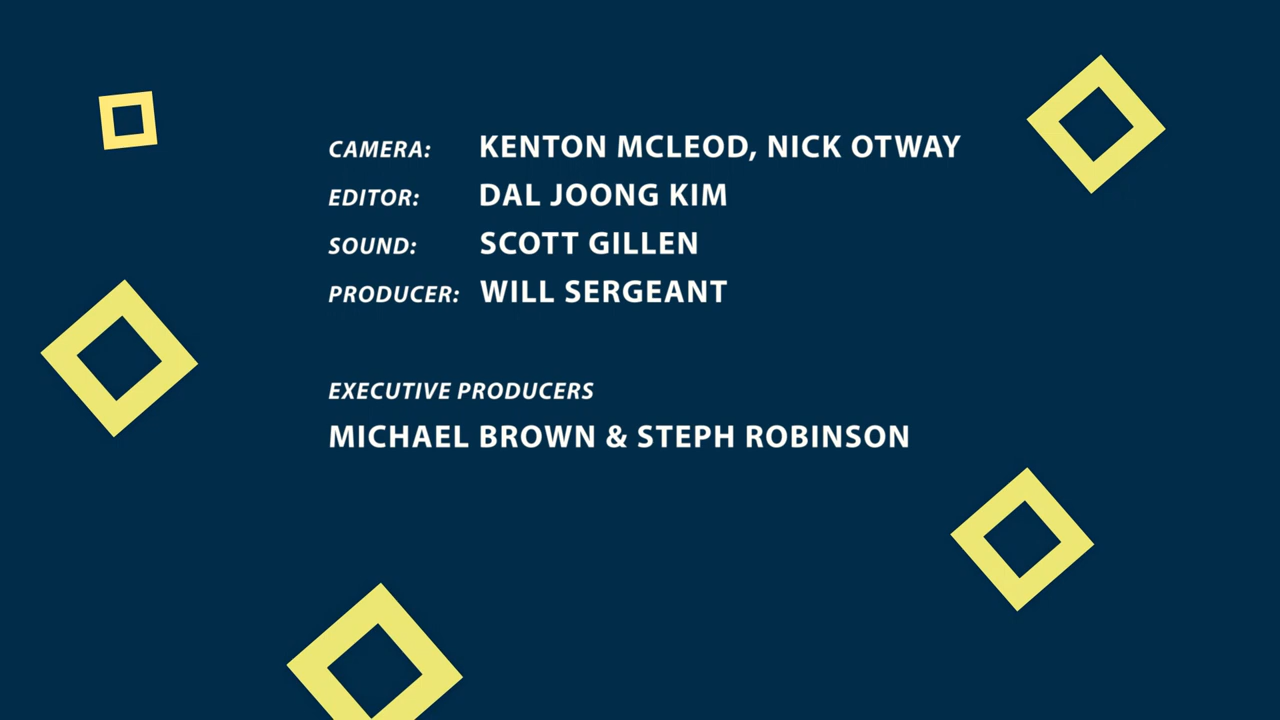 CAMERA: KENTON MCLEOD, NICK OTWAY
EDITOR: DAL JOONG KIM
SOUND: SCOTT GILLEN
PRODUCER: WILL SERGEANT
EXECUTIVE PRODUCERS
MICHAEL BROWN & STEPH ROBINSON